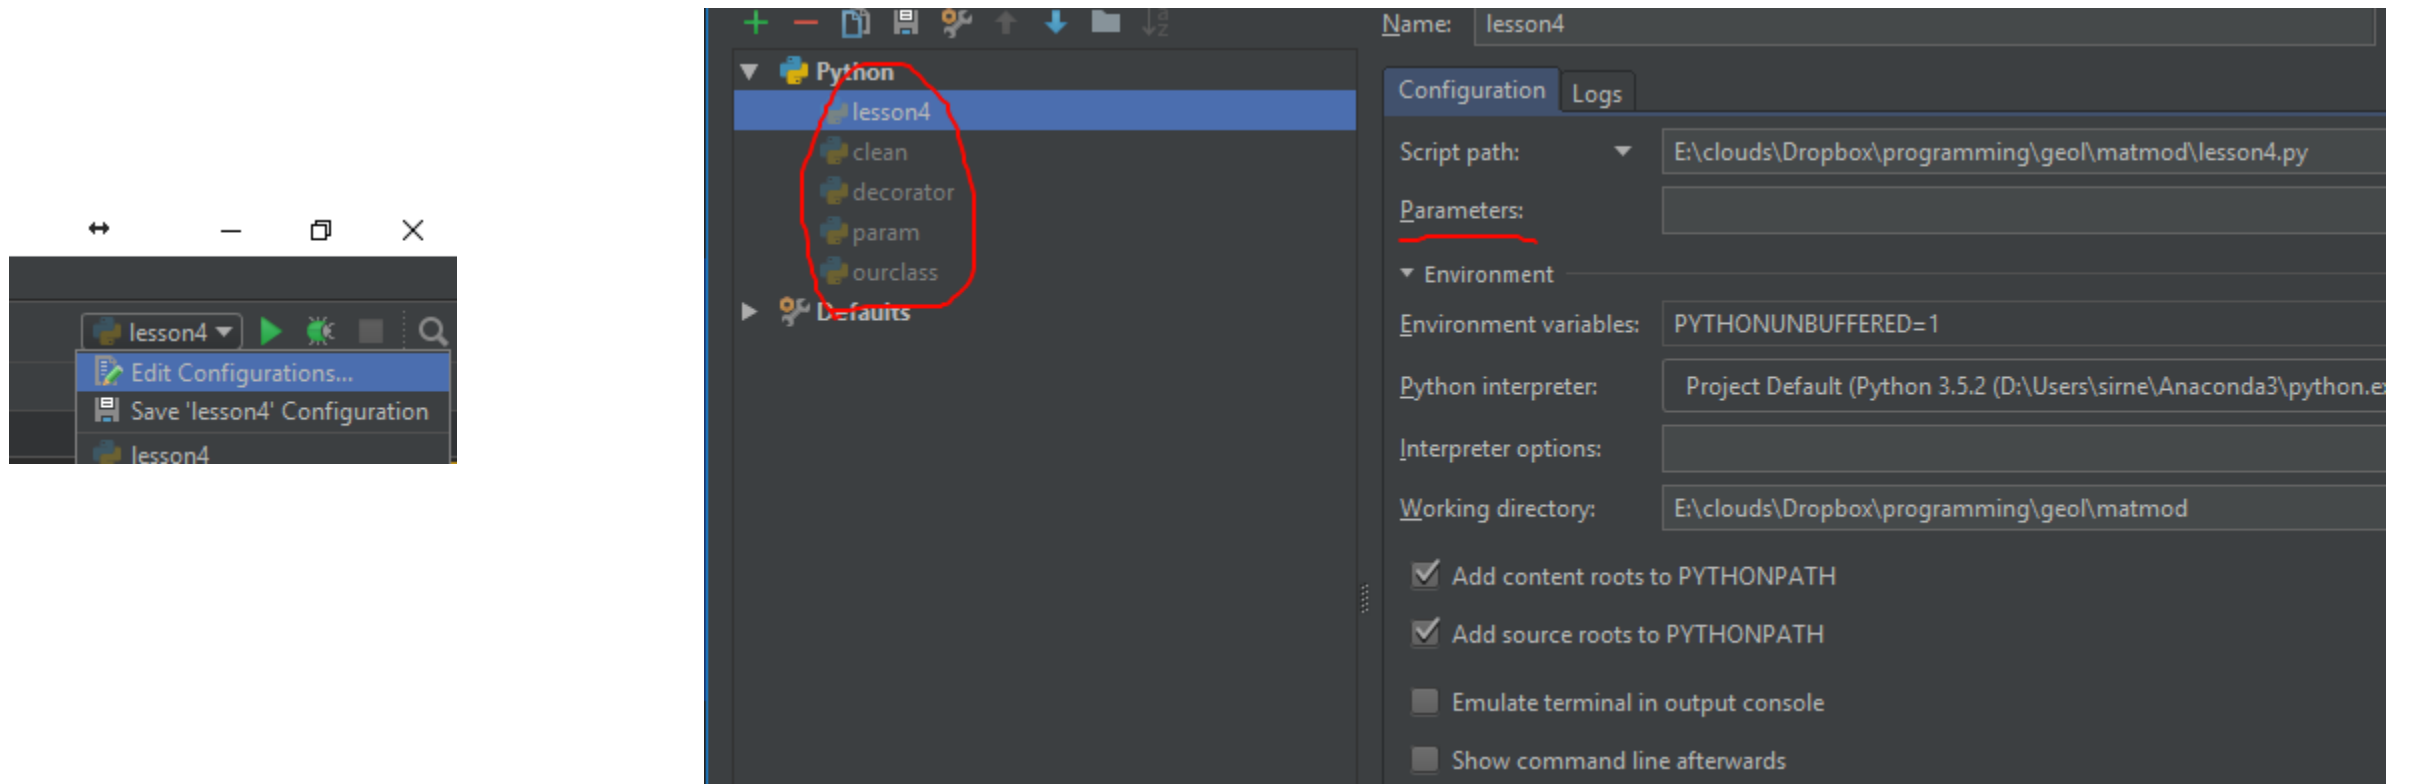 lesson4
Edit Configurations...
Save 'lesson4' Configuration
lesson4
Python
lesson4
clean
decorator
param
ourclass
Defaults
Name: lesson4
Configuration Logs
Script path: E:\clouds\Dropbox\programming\geol\matmod\lesson4.py
Parameters:
Environment
Environment variables: PYTHONUNBUFFERED=1
Python interpreter: Project Default (Python 3.5.2 (D:\Users\sirne\Anaconda3\python.ex
Interpreter options:
Working directory: E:\clouds\Dropbox\programming\geol\matmod
Add content roots to PYTHONPATH
Add source roots to PYTHONPATH
Emulate terminal in output console
Show command line afterwards